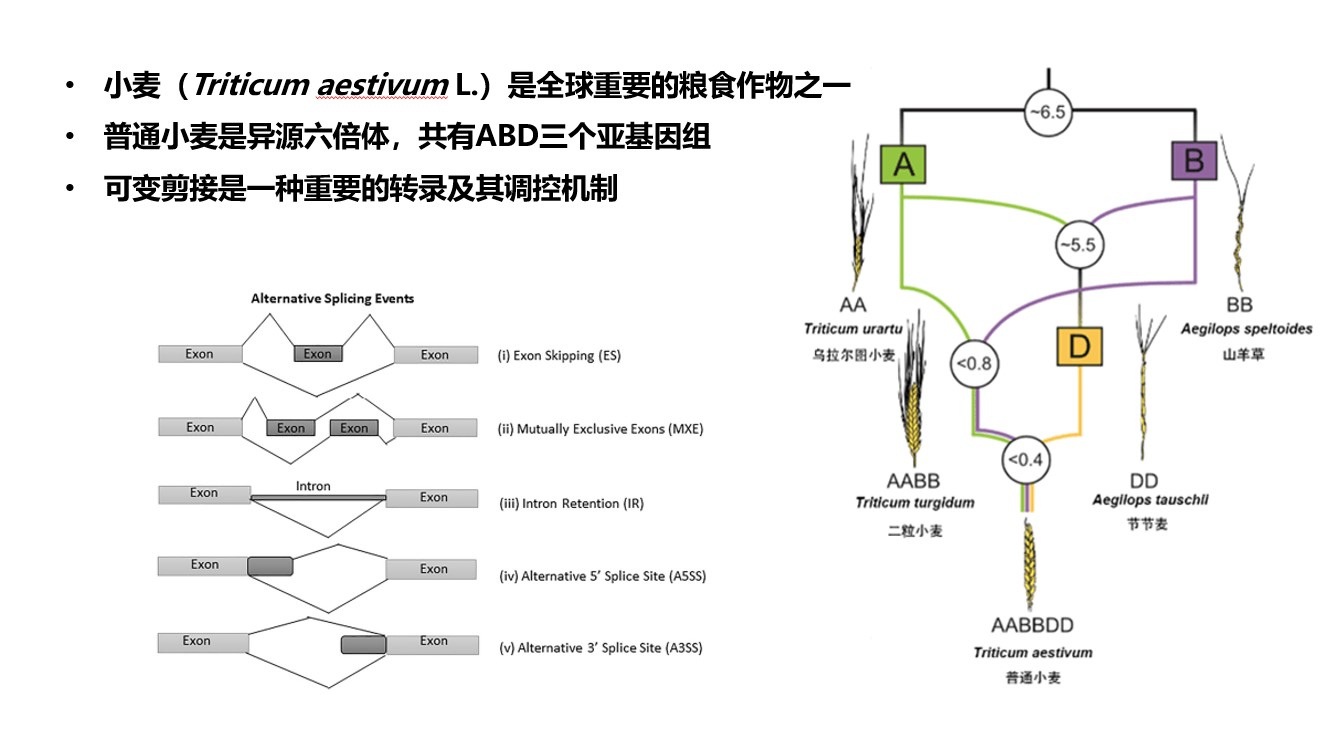 • 小麦（Triticum aestivum L.）是全球重要的粮食作物之一
• 普通小麦是异源六倍体，共有ABD三个亚基因组
• 可变剪接是一种重要的转录及其调控机制
Alternative Splicing Events
Exon Exon Exon (i) Exon Skipping (ES)
Exon Exon Exon Exon (ii) Mutually Exclusive Exons (MXE)
Exon Intron Exon (iii) Intron Retention (IR)
Exon Exon (iv) Alternative 5’ Splice Site (A5SS)
Exon Exon (v) Alternative 3’ Splice Site (A3SS)
~6.5
A B
~5.5
AA
Triticum urartu
乌拉尔图小麦
BB
Aegilops speltoides
山羊草
<0.8
D
<0.4
AABB
Triticum turgidum
二粒小麦
DD
Aegilops tauschii
节节麦
AABBDD
Triticum aestivum
普通小麦